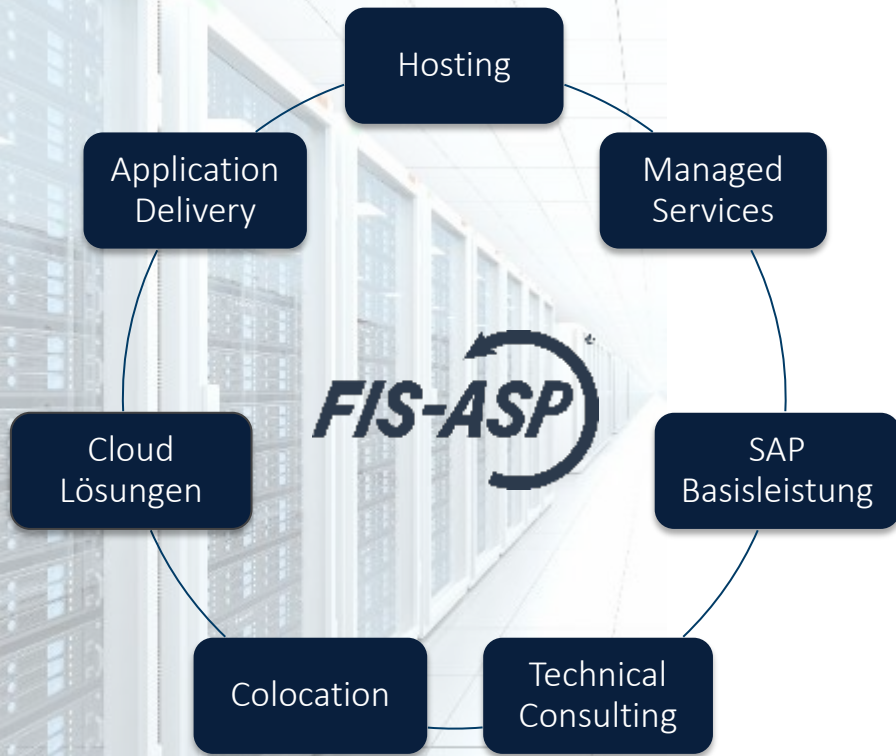 Hosting
Managed
Services
SAP
Basisleistung
Technical
Consulting
Colocation
Cloud
Lösungen
Application
Delivery
FIS-ASP